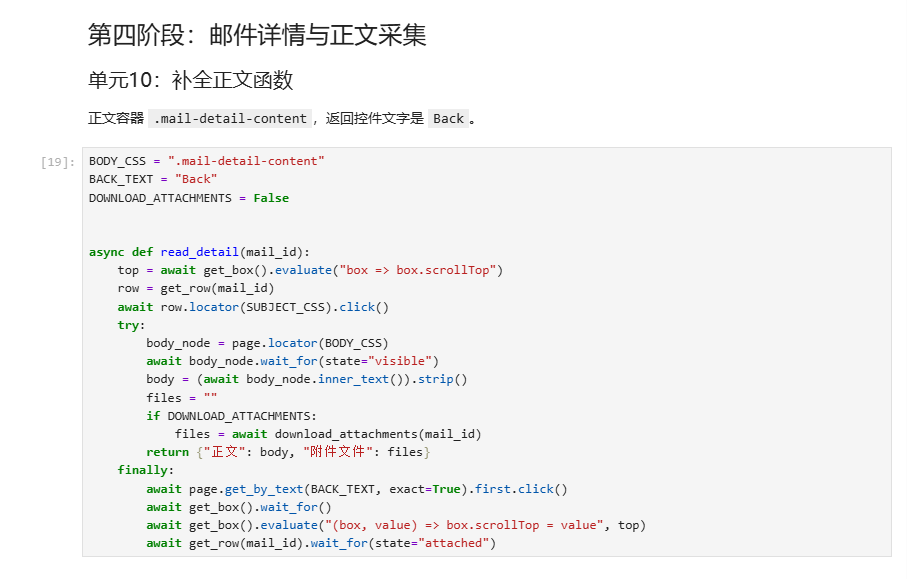 第四阶段：邮件详情与正文采集
单元10：补全正文函数
正文容器 .mail-detail-content，返回控件文字是 Back。
[19]:
BODY_CSS = ".mail-detail-content"
BACK_TEXT = "Back"
DOWNLOAD_ATTACHMENTS = False
async def read_detail(mail_id):
    top = await get_box().evaluate("box => box.scrollTop")
    row = get_row(mail_id)
    await row.locator(SUBJECT_CSS).click()
    try:
        body_node = page.locator(BODY_CSS)
        await body_node.wait_for(state="visible")
        body = (await body_node.inner_text()).strip()
        files = ""
        if DOWNLOAD_ATTACHMENTS:
            files = await download_attachments(mail_id)
        return {"正文": body, "附件文件": files}
    finally:
        await page.get_by_text(BACK_TEXT, exact=True).first.click()
        await get_box().wait_for()
        await get_box().evaluate("(box, value) => box.scrollTop = value", top)
        await get_row(mail_id).wait_for(state="attached")